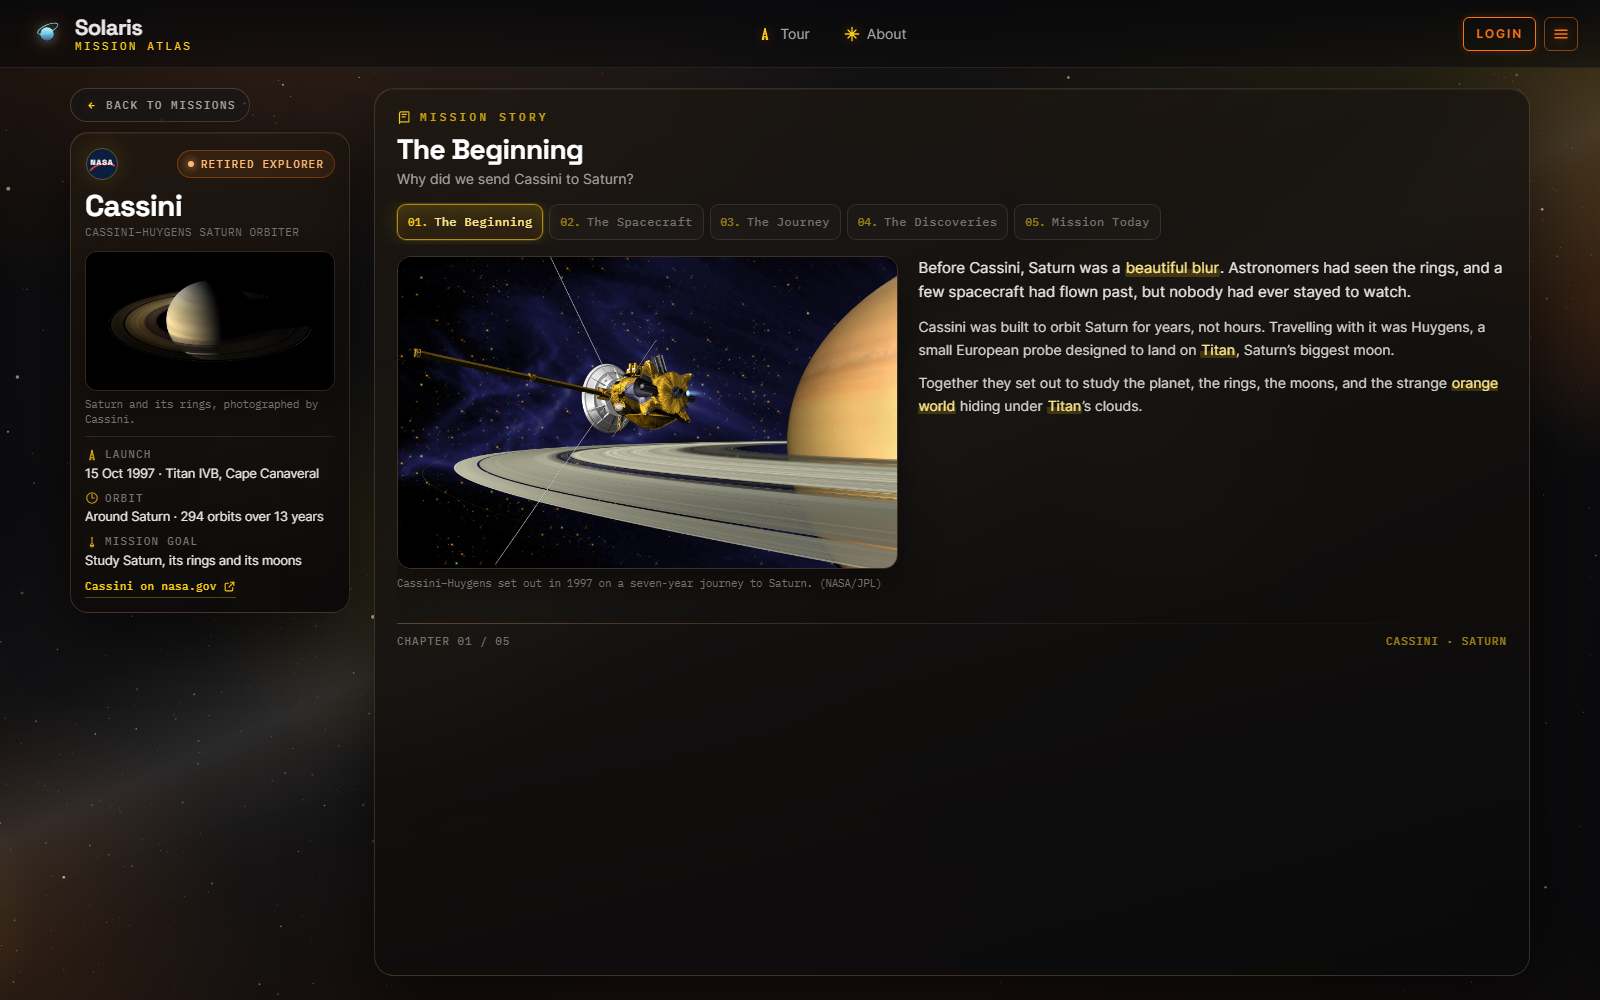 Solaris
MISSION ATLAS
Tour
About
LOGIN
BACK TO MISSIONS
NASA
RETIRED EXPLORER
Cassini
CASSINI–HUYGENS SATURN ORBITER
Saturn and its rings, photographed by
Cassini.
LAUNCH
15 Oct 1997 · Titan IVB, Cape Canaveral
ORBIT
Around Saturn · 294 orbits over 13 years
MISSION GOAL
Study Saturn, its rings and its moons
Cassini on nasa.gov
MISSION STORY
The Beginning
Why did we send Cassini to Saturn?
01. The Beginning
02. The Spacecraft
03. The Journey
04. The Discoveries
05. Mission Today
Before Cassini, Saturn was a beautiful blur. Astronomers had seen the rings, and a
few spacecraft had flown past, but nobody had ever stayed to watch.
Cassini was built to orbit Saturn for years, not hours. Travelling with it was Huygens, a
small European probe designed to land on Titan, Saturn’s biggest moon.
Together they set out to study the planet, the rings, the moons, and the strange orange
world hiding under Titan’s clouds.
Cassini–Huygens set out in 1997 on a seven-year journey to Saturn. (NASA/JPL)
CHAPTER 01 / 05
CASSINI · SATURN